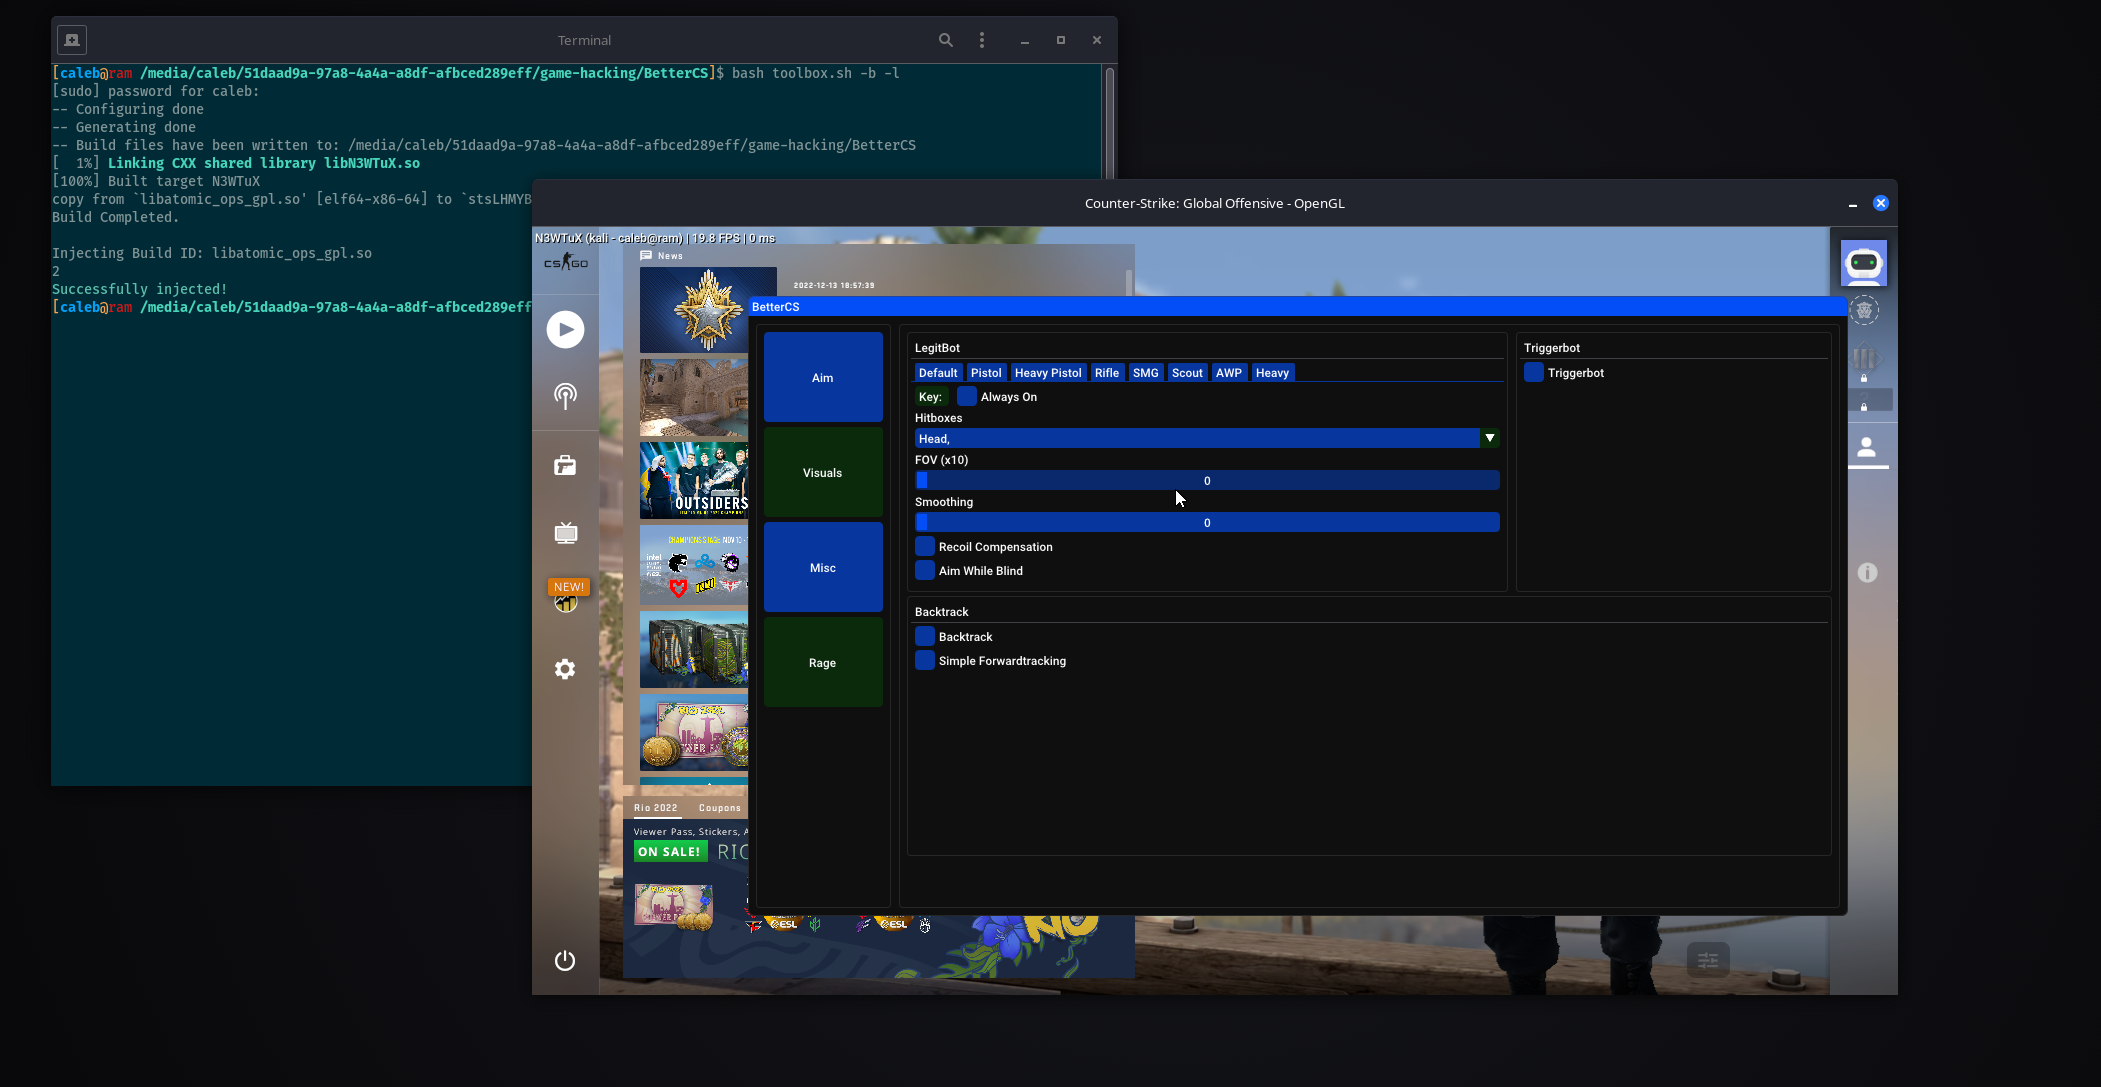 Terminal
[caleb@ram /media/caleb/51daad9a-97a8-4a4a-a8df-afbced289eff/game-hacking/BetterCS]$ bash toolbox.sh -b -l
[sudo] password for caleb:
-- Configuring done
-- Generating done
-- Build files have been written to: /media/caleb/51daad9a-97a8-4a4a-a8df-afbced289eff/game-hacking/BetterCS
[  1%] Linking CXX shared library libN3WTuX.so
[100%] Built target N3WTuX
copy from `libatomic_ops_gpl.so' [elf64-x86-64] to `stsLHMYB
Build Completed.
Injecting Build ID: libatomic_ops_gpl.so
2
Successfully injected!
[caleb@ram /media/caleb/51daad9a-97a8-4a4a-a8df-afbced289eff
Counter-Strike: Global Offensive - OpenGL
N3WTuX (kali - caleb@ram) | 19.8 FPS | 0 ms
CS GO
News
2022-12-13 18:57:39
OUTSIDERS
intel
NEW!
Rio 2022 Coupons
Viewer Pass, Stickers, A
ON SALE! RIO
ESL ESL
BetterCS
Aim
Visuals
Misc
Rage
LegitBot
Default Pistol Heavy Pistol Rifle SMG Scout AWP Heavy
Key: Always On
Hitboxes
Head,
FOV (x10)
0
Smoothing
0
Recoil Compensation
Aim While Blind
Triggerbot
Triggerbot
Backtrack
Backtrack
Simple Forwardtracking